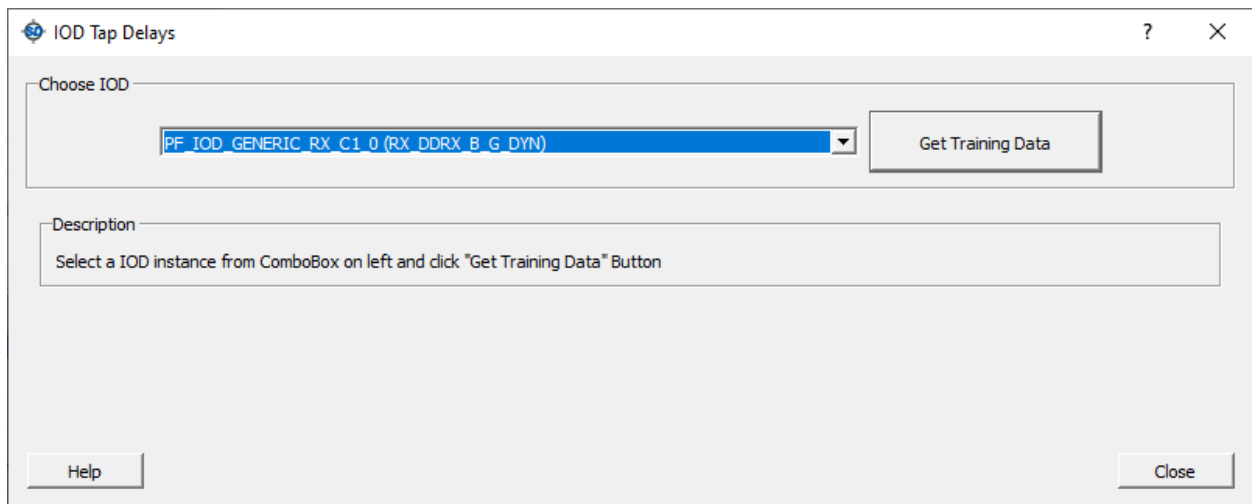 IOD Tap Delays
?
Choose IOD
PF_IOD_GENERIC_RX_C1_0 (RX_DDRX_B_G_DYN)
Get Training Data
Description
Select a IOD instance from ComboBox on left and click "Get Training Data" Button
Help
Close